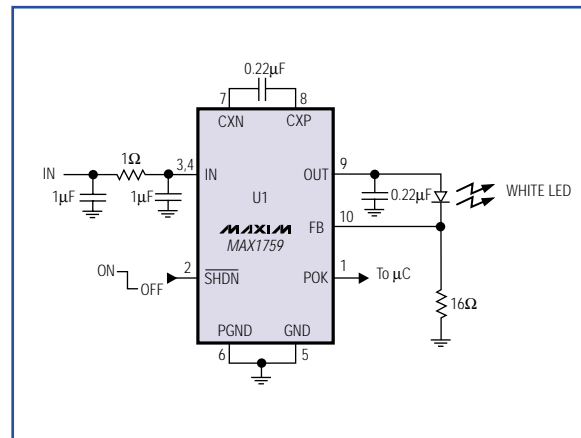 0.22µF
7 8
CXN CXP
1Ω
IN 3,4 IN OUT 9
1µF 1µF U1 0.22µF WHITE LED
MAXIM FB 10
MAX1759
ON OFF 2 SHDN POK 1 To µC
16Ω
PGND GND
6 5